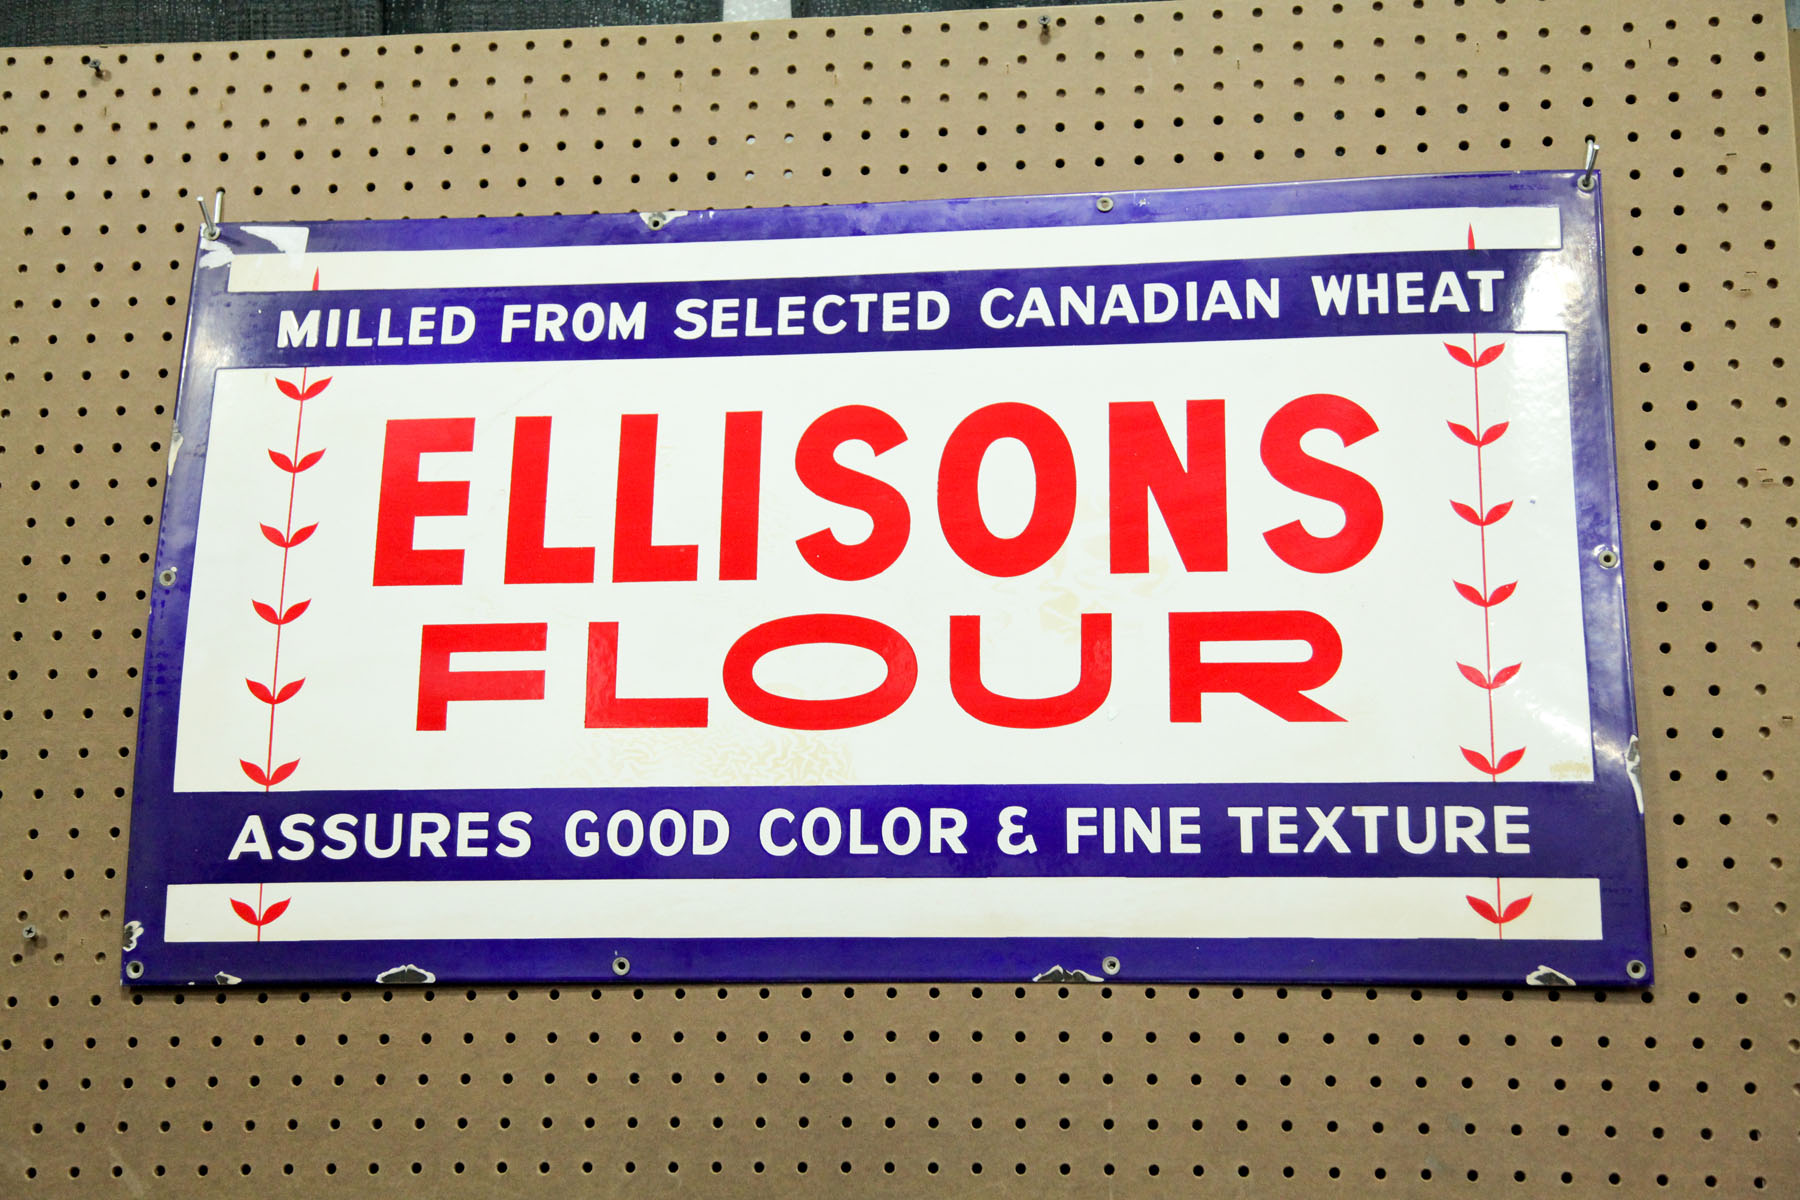 MILLED FROM SELECTED CANADIAN WHEAT
ELLISONS
FLOUR
ASSURES GOOD COLOR & FINE TEXTURE